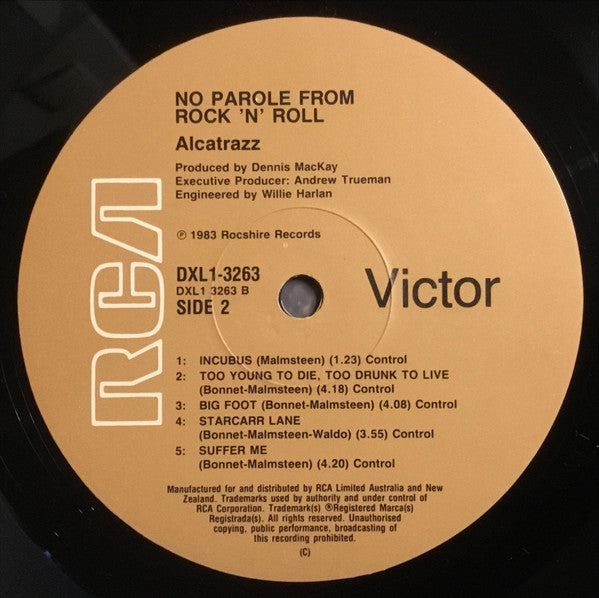 NO PAROLE FROM
ROCK 'N' ROLL
Alcatrazz
Produced by Dennis MacKay
Executive Producer: Andrew Trueman
Engineered by Willie Harlan
℗ 1983 Rocshire Records
RCA
DXL1-3263
DXL1 3263 B
SIDE 2
Victor
1: INCUBUS (Malmsteen) (1.23) Control
2: TOO YOUNG TO DIE, TOO DRUNK TO LIVE
(Bonnet-Malmsteen) (4.18) Control
3: BIG FOOT (Bonnet-Malmsteen) (4.08) Control
4: STARCARR LANE
(Bonnet-Malmsteen-Waldo) (3.55) Control
5: SUFFER ME
(Bonnet-Malmsteen) (4.20) Control
Manufactured for and distributed by RCA Limited Australia and New
Zealand. Trademarks used by authority and under control of
RCA Corporation. Trademark(s) ®Registered Marca(s)
Registrada(s). All rights reserved. Unauthorised
copying, public performance, broadcasting of
this recording prohibited.
(C)